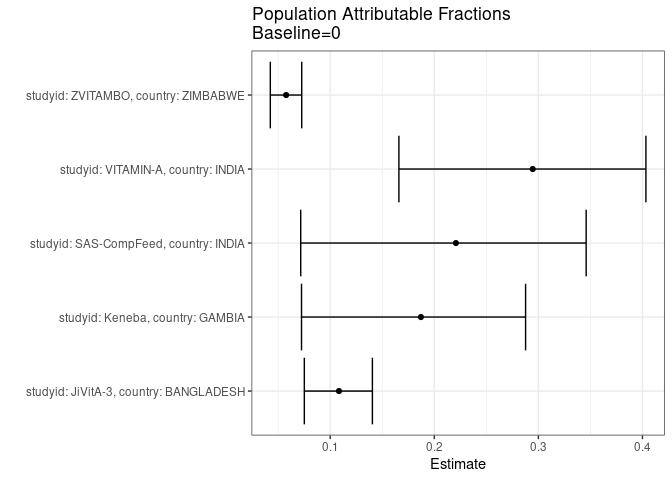 Population Attributable Fractions
Baseline=0
studyid: ZVITAMBO, country: ZIMBABWE
studyid: VITAMIN-A, country: INDIA
studyid: SAS-CompFeed, country: INDIA
studyid: Keneba, country: GAMBIA
studyid: JiVitA-3, country: BANGLADESH
0.1 0.2 0.3 0.4
Estimate